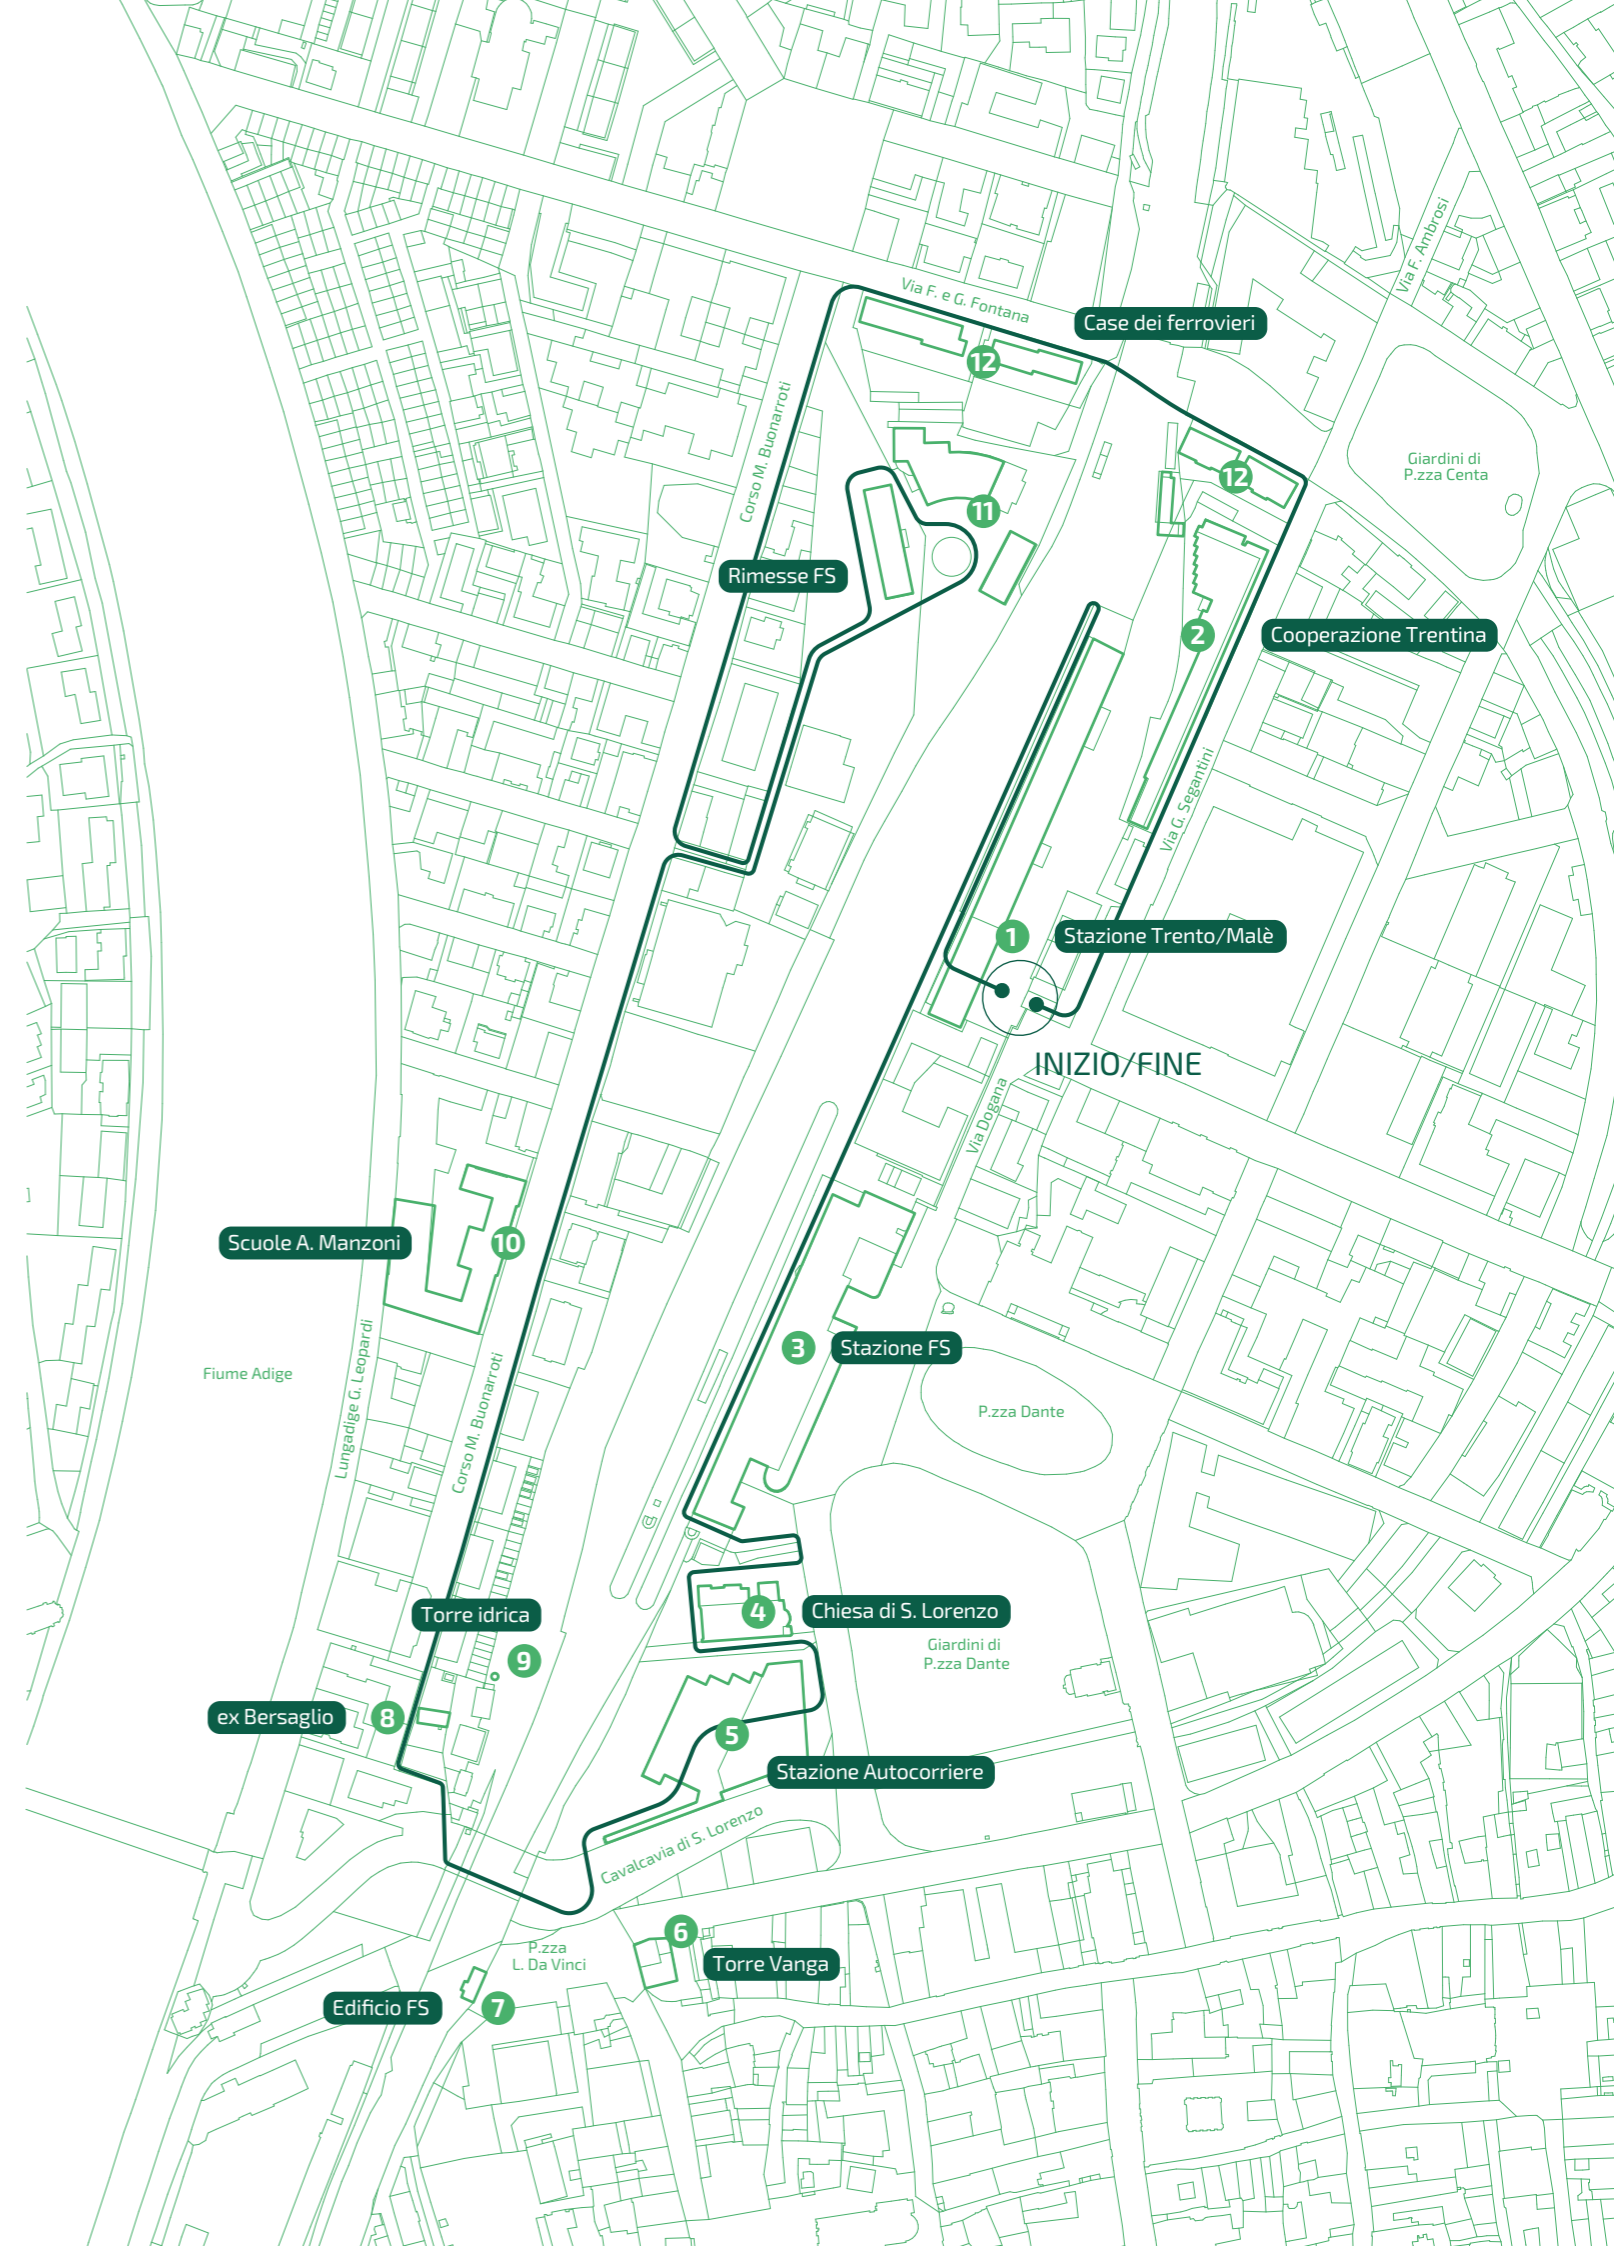 Via F. Ambrosi
Via F. e G. Fontana
Case dei ferrovieri
12
Corso M. Buonarroti
Giardini di
P.zza Centa
12
11
Rimesse FS
2
Cooperazione Trentina
Via G. Segantini
1
Stazione Trento/Malè
INIZIO/FINE
Via Dogana
Scuole A. Manzoni
10
Fiume Adige
Lungadige G. Leopardi
Corso M. Buonarroti
3
Stazione FS
P.zza Dante
4
Chiesa di S. Lorenzo
Torre idrica
Giardini di
P.zza Dante
9
ex Bersaglio
8
5
Stazione Autocorriere
Cavalcavia di S. Lorenzo
6
Torre Vanga
P.zza
L. Da Vinci
Edificio FS
7